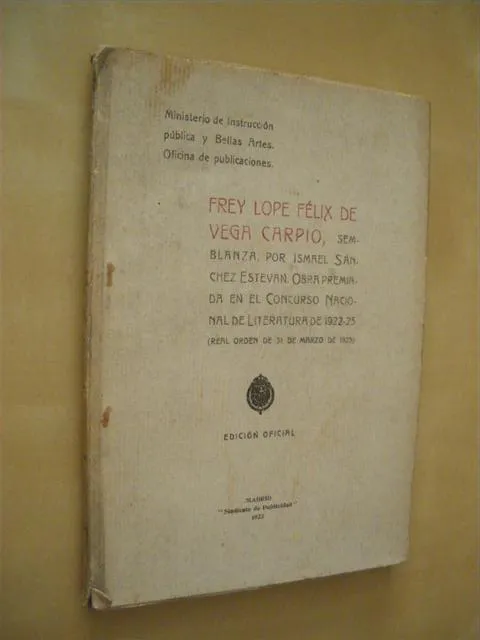 Ministerio de Instrucción
pública y Bellas Artes.
Oficina de publicaciones.
FREY LOPE FÉLIX DE
VEGA CARPIO, SEM-
BLANZA, POR ISMAEL SÁN-
CHEZ ESTEVAN. OBRA PREMIA-
DA EN EL CONCURSO NACIO-
NAL DE LITERATURA DE 1922-23
(REAL ORDEN DE 31 DE MARZO DE 1923)
EDICIÓN OFICIAL
MADRID
"Sindicato de Publicidad"